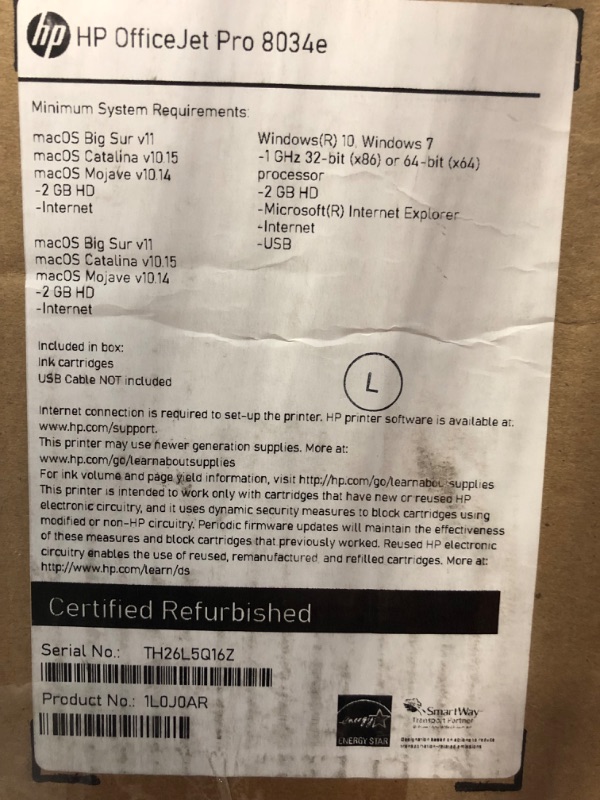 hp HP OfficeJet Pro 8034e
Minimum System Requirements:
macOS Big Sur v11
macOS Catalina v10.15
macOS Mojave v10.14
-2 GB HD
-Internet
macOS Big Sur v11
macOS Catalina v10.15
macOS Mojave v10.14
-2 GB HD
-Internet
Windows(R) 10, Windows 7
-1 GHz 32-bit (x86) or 64-bit (x64)
processor
-2 GB HD
-Microsoft(R) Internet Explorer
-Internet
-USB
Included in box:
Ink cartridges
USB Cable NOT included
L
Internet connection is required to set-up the printer. HP printer software is available at:
www.hp.com/support.
This printer may use newer generation supplies. More at:
www.hp.com/go/learnaboutsupplies
For ink volume and page yield information, visit http://hp.com/go/learnaboutsupplies
This printer is intended to work only with cartridges that have new or reused HP
electronic circuitry, and it uses dynamic security measures to block cartridges using
modified or non-HP circuitry. Periodic firmware updates will maintain the effectiveness
of these measures and block cartridges that previously worked. Reused HP electronic
circuitry enables the use of reused, remanufactured, and refilled cartridges. More at:
http://www.hp.com/learn/ds
Certified Refurbished
Serial No.: TH26L5Q16Z
Product No.: 1L0J0AR
energy
ENERGY STAR
SmartWay
Transport Partner